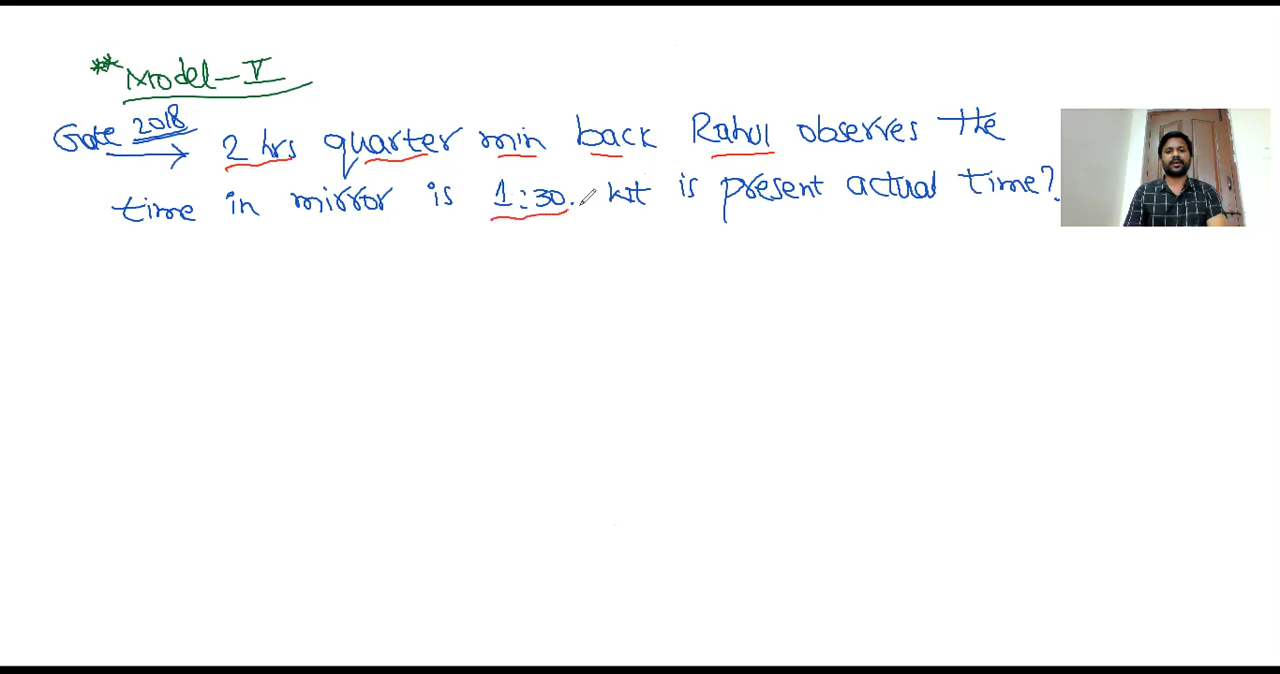 ** Model-V
Gate 2018 → 2 hrs quarter min back Rahul observes the
time in mirror is 1:30. wt is present actual time?